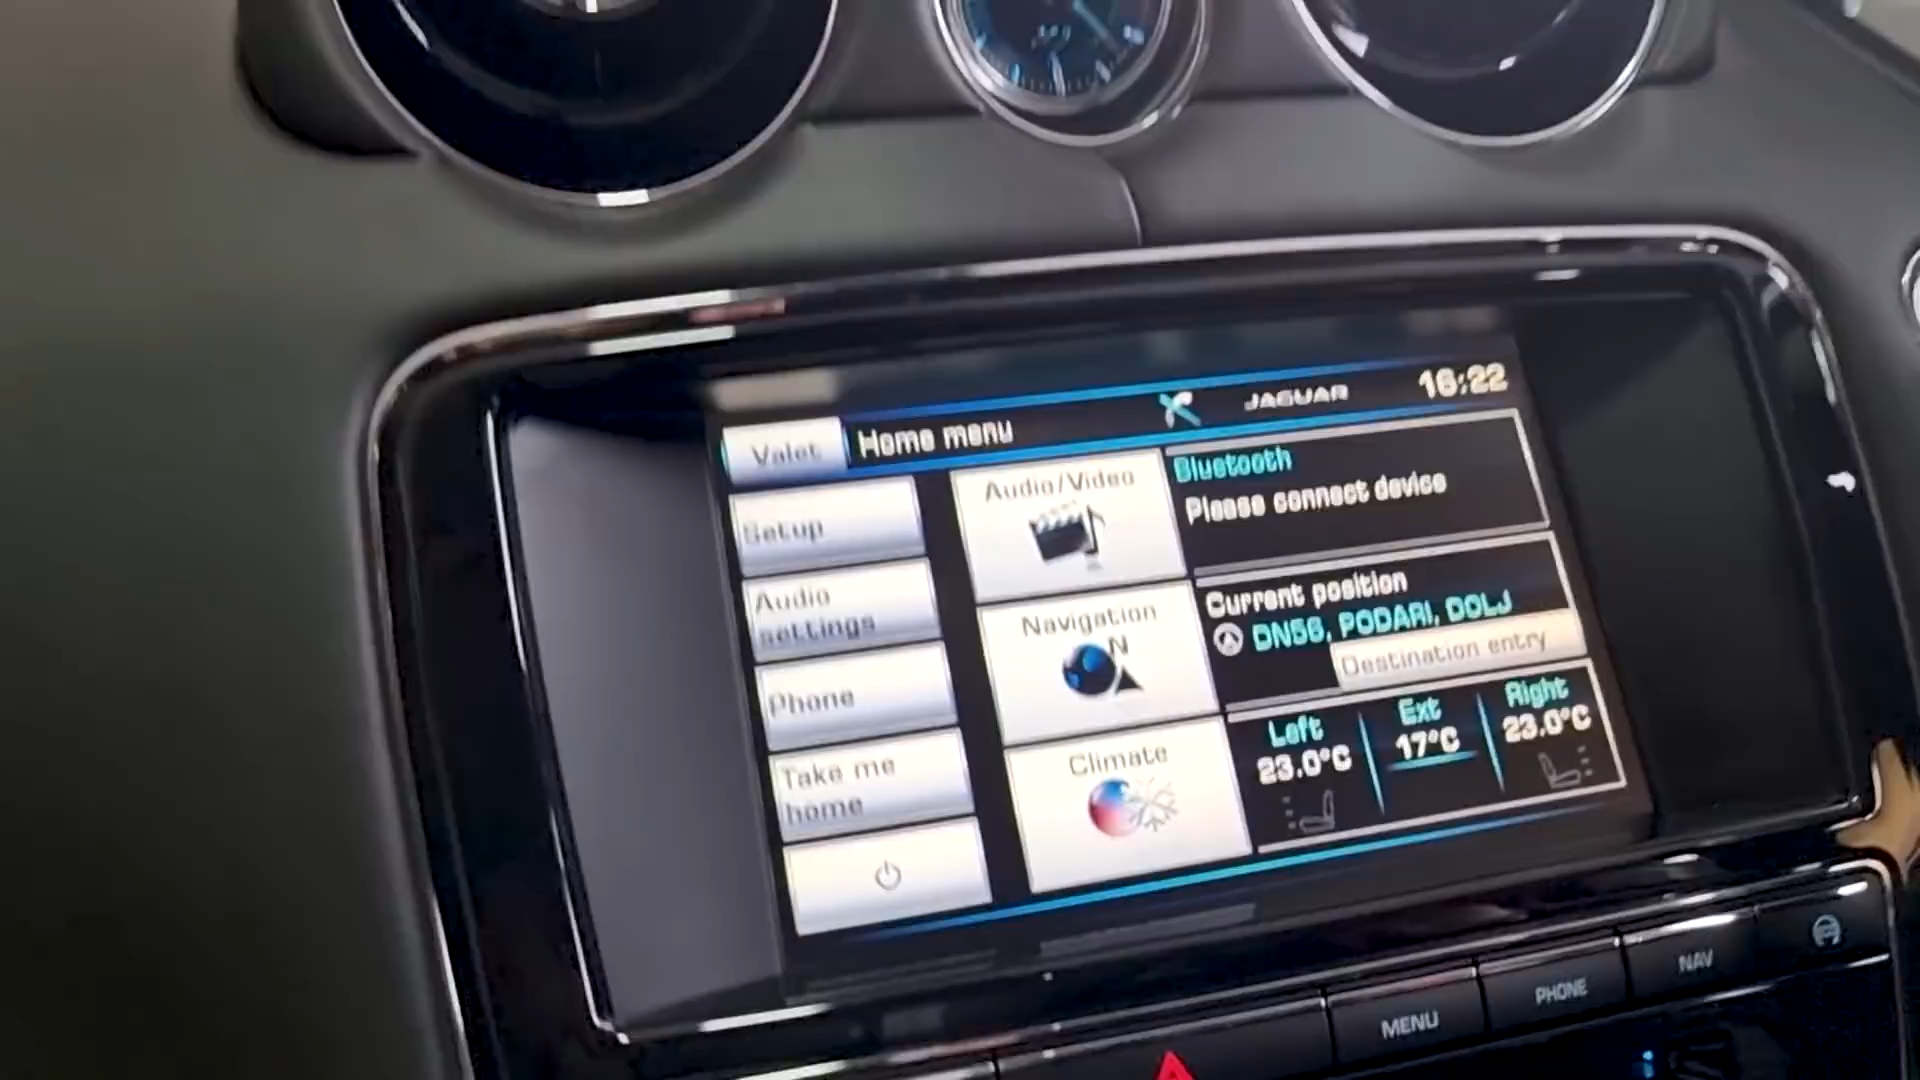 JAGUAR
16:22
Valet
Home menu
Setup
Audio
settings
Phone
Take me
home
Audio/Video
Navigation
N
Climate
Bluetooth
Please connect device
Current position
DN56, PODARI, DOLJ
Destination entry
Left
23.0°C
Ext
17°C
Right
23.0°C
MENU
PHONE
NAV